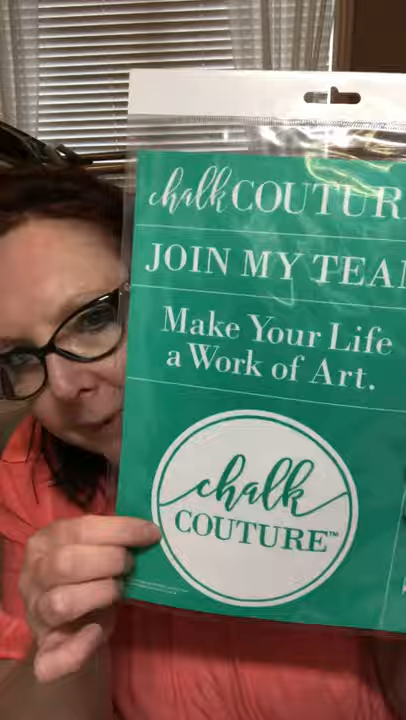 chalk COUTUR
JOIN MY TEA
Make Your Life
a Work of Art.
chalk
COUTURE™